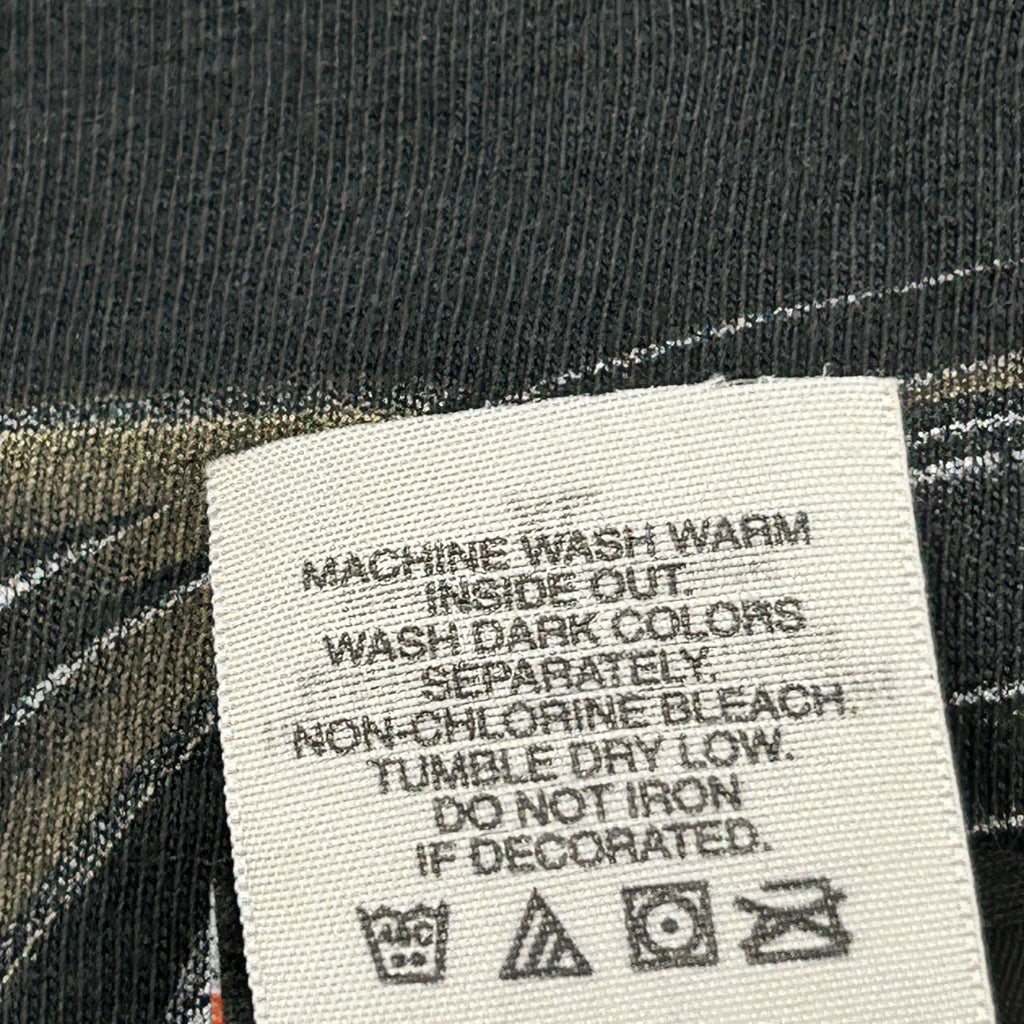 MACHINE WASH WARM
INSIDE OUT.
WASH DARK COLORS
SEPARATELY.
NON-CHLORINE BLEACH.
TUMBLE DRY LOW.
DO NOT IRON
IF DECORATED.